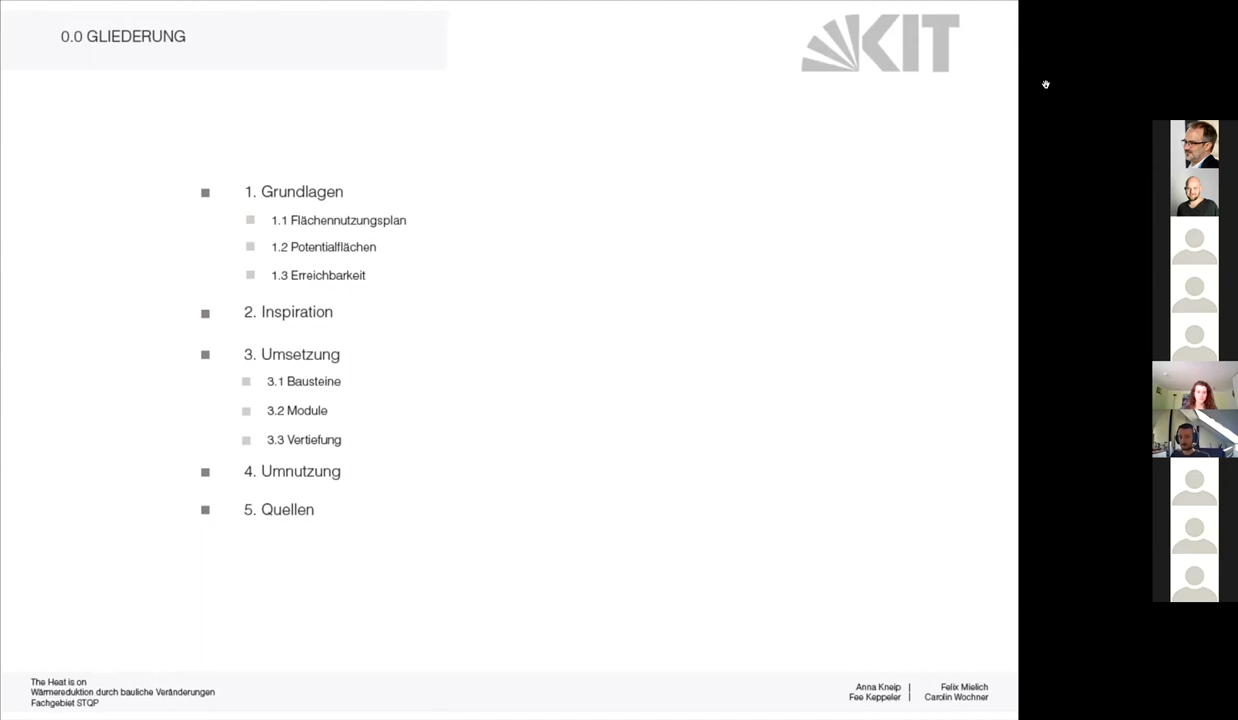 0.0 GLIEDERUNG
KIT
1. Grundlagen
1.1 Flächennutzungsplan
1.2 Potentialflächen
1.3 Erreichbarkeit
2. Inspiration
3. Umsetzung
3.1 Bausteine
3.2 Module
3.3 Vertiefung
4. Umnutzung
5. Quellen
The Heat is on
Wärmereduktion durch bauliche Veränderungen
Fachgebiet STQP
Anna Kneip
Fee Keppeler
Felix Mielich
Carolin Wochner